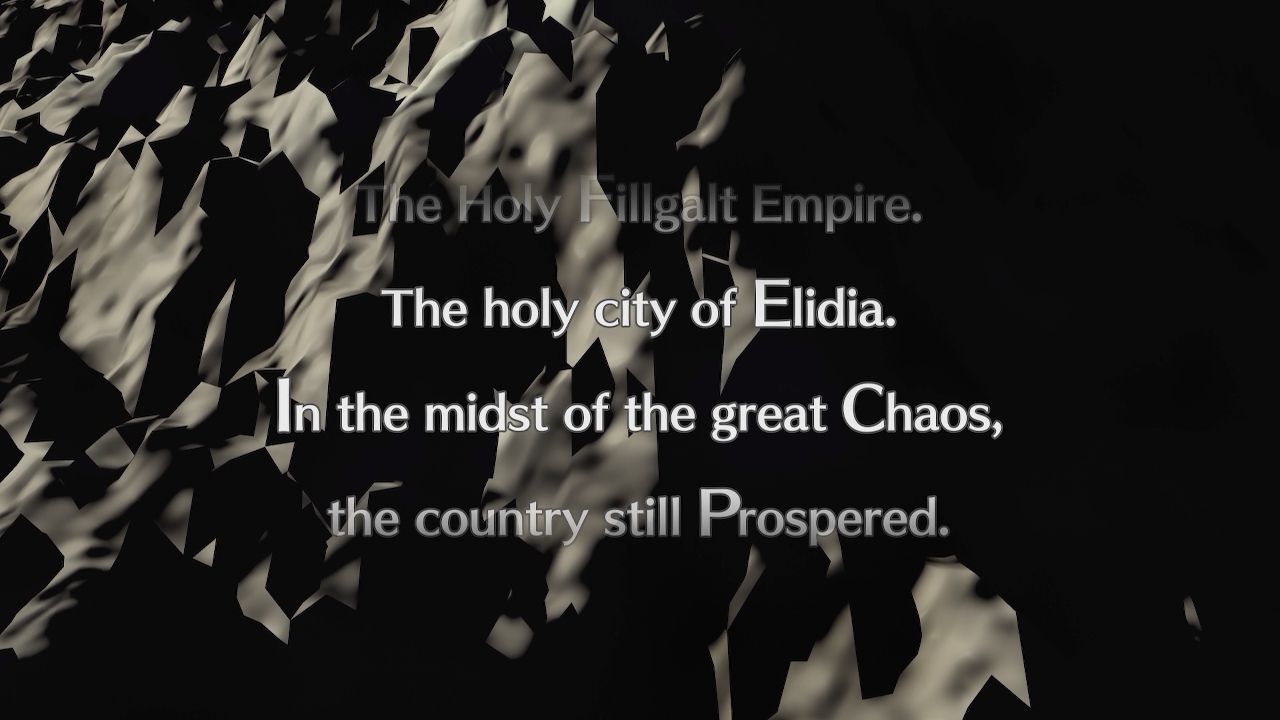 The Holy Fillgalt Empire.
The holy city of Elidia.
In the midst of the great Chaos,
the country still Prospered.